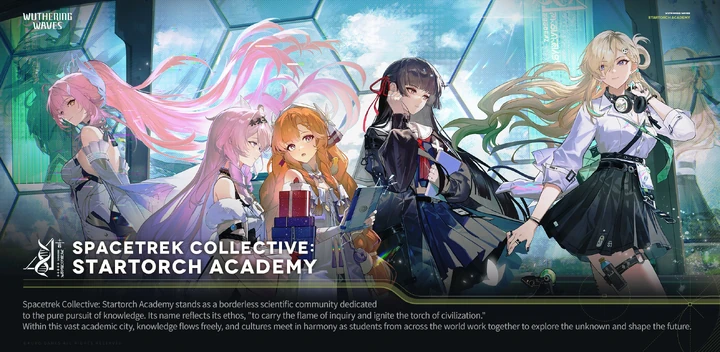 WUTHERING
WAVES
STARTORCH ACADEMY
SPACETREK COLLECTIVE:
STARTORCH ACADEMY
Spacetrek Collective: Startorch Academy stands as a borderless scientific community dedicated
to the pure pursuit of knowledge. Its name reflects its ethos, "to carry the flame of inquiry and ignite the torch of civilization."
Within this vast academic city, knowledge flows freely, and cultures meet in harmony as students from across the world work together to explore the unknown and shape the future.